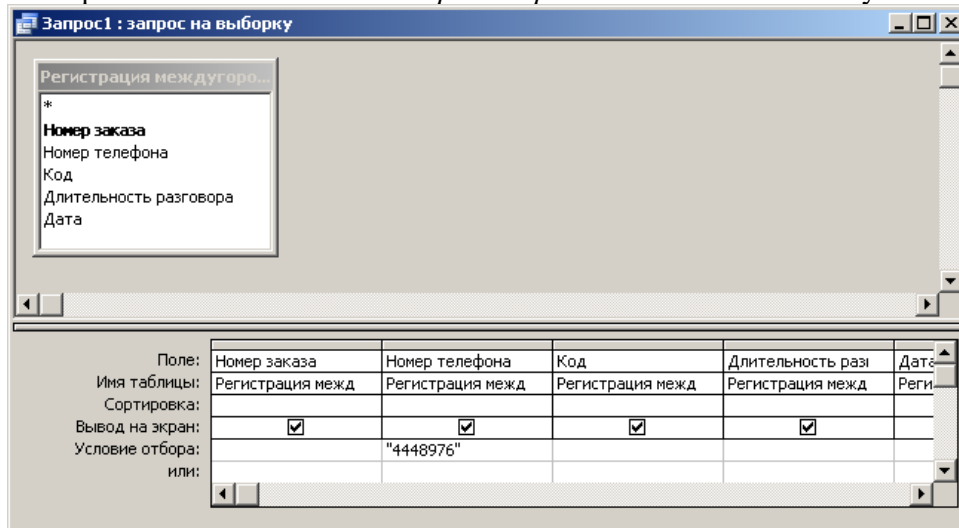 Запрос1 : запрос на выборку
Регистрация междугоро...
*
Номер заказа
Номер телефона
Код
Длительность разговора
Дата
Поле: Номер заказа Номер телефона Код Длительность разг Дата
Имя таблицы: Регистрация межд Регистрация межд Регистрация межд Регистрация межд Реги
Сортировка:
Вывод на экран:
Условие отбора: "4448976"
или: